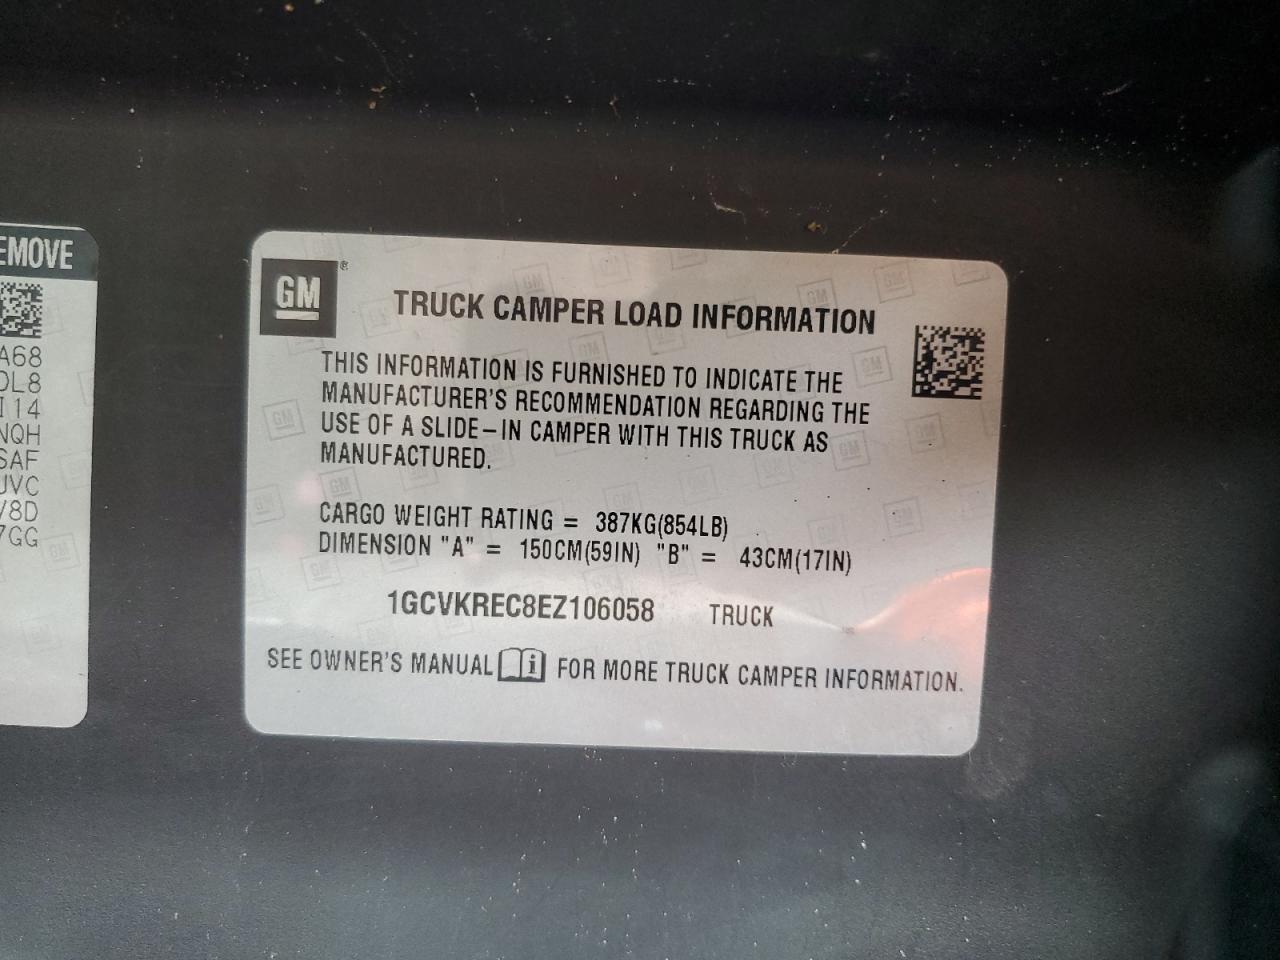 EMOVE
A68
DL8
I14
NQH
SAF
UVC
V8D
7GG
GM
TRUCK CAMPER LOAD INFORMATION
THIS INFORMATION IS FURNISHED TO INDICATE THE
MANUFACTURER'S RECOMMENDATION REGARDING THE
USE OF A SLIDE-IN CAMPER WITH THIS TRUCK AS
MANUFACTURED.
CARGO WEIGHT RATING = 387KG(854LB)
DIMENSION "A" = 150CM(59IN) "B" = 43CM(17IN)
1GCVKREC8EZ106058 TRUCK
SEE OWNER'S MANUAL i FOR MORE TRUCK CAMPER INFORMATION.